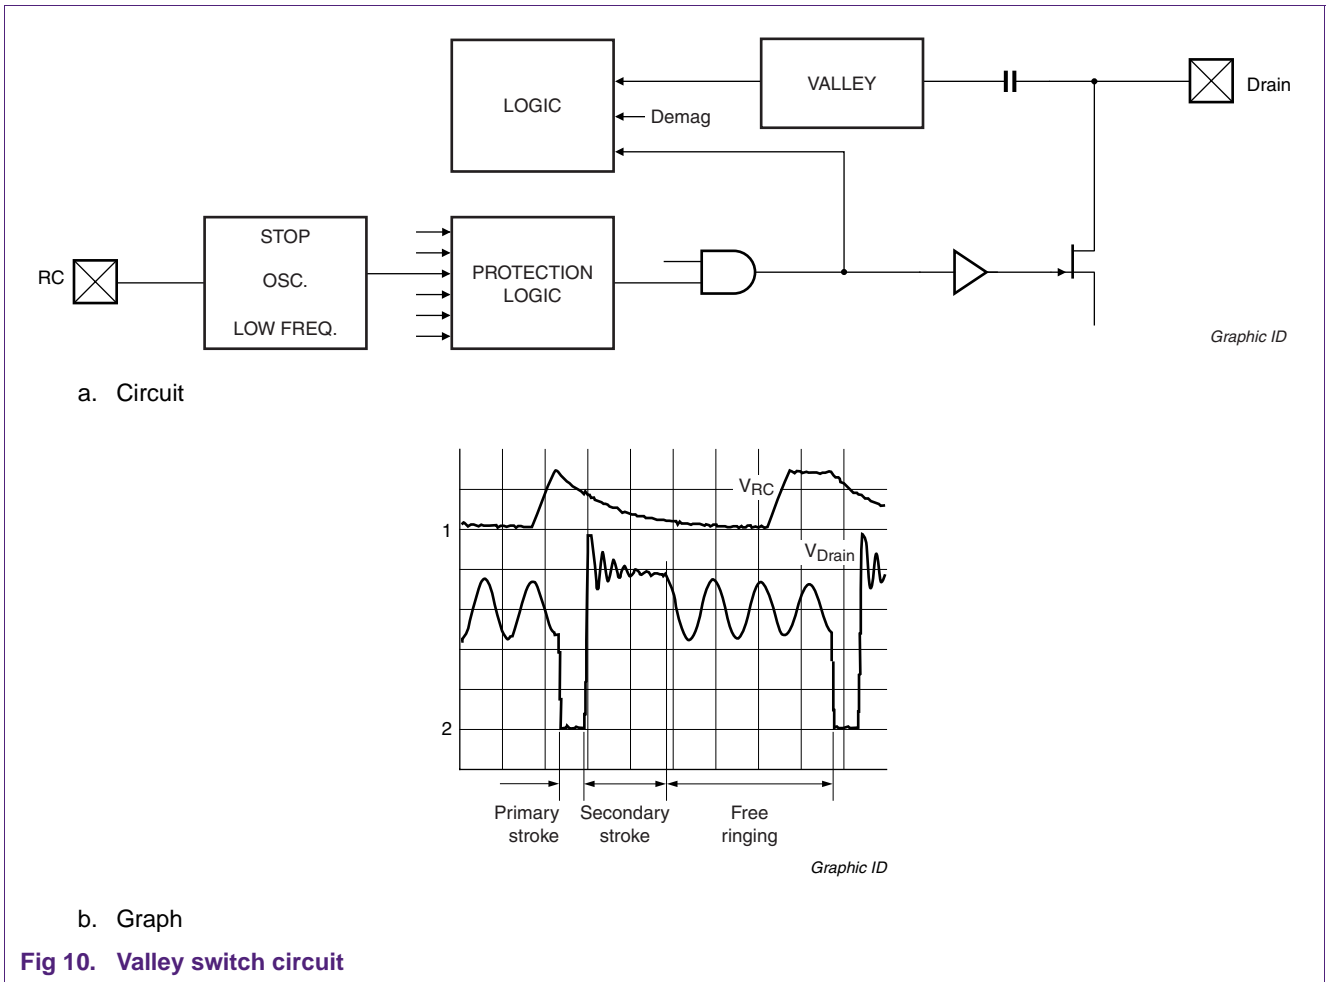 LOGIC
Demag
VALLEY
Drain
RC
STOP
OSC.
LOW FREQ.
PROTECTION
LOGIC
Graphic ID
a. Circuit
VRC
1
VDrain
2
Primary
stroke
Secondary
stroke
Free
ringing
Graphic ID
b. Graph
Fig 10. Valley switch circuit